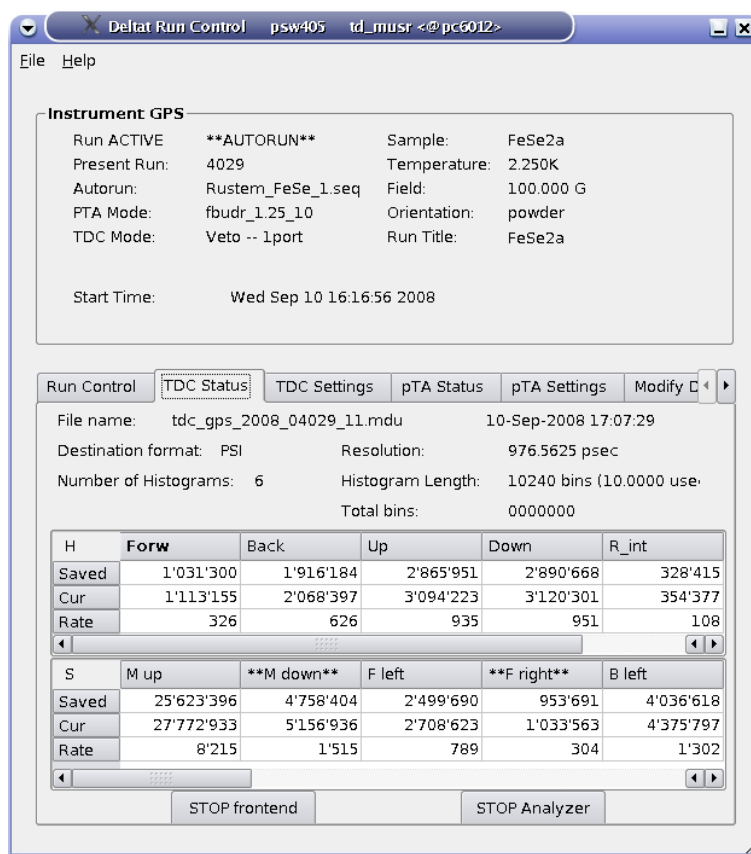 Deltat Run Control psw405 td_musr <@pc6012>
File Help
Instrument GPS
Run ACTIVE **AUTORUN** Sample: FeSe2a
Present Run: 4029 Temperature: 2.250K
Autorun: Rustem_FeSe_1.seq Field: 100.000 G
PTA Mode: fbudr_1.25_10 Orientation: powder
TDC Mode: Veto -- 1port Run Title: FeSe2a
Start Time: Wed Sep 10 16:16:56 2008
Run Control TDC Status TDC Settings pTA Status pTA Settings Modify D
File name: tdc_gps_2008_04029_11.mdu 10-Sep-2008 17:07:29
Destination format: PSI Resolution: 976.5625 psec
Number of Histograms: 6 Histogram Length: 10240 bins (10.0000 use
Total bins: 0000000
H Forw Back Up Down R_int
Saved 1'031'300 1'916'184 2'865'951 2'890'668 328'415
Cur 1'113'155 2'068'397 3'094'223 3'120'301 354'377
Rate 326 626 935 951 108
S M up **M down** F left **F right** B left
Saved 25'623'396 4'758'404 2'499'690 953'691 4'036'618
Cur 27'772'933 5'156'936 2'708'623 1'033'563 4'375'797
Rate 8'215 1'515 789 304 1'302
STOP frontend STOP Analyzer